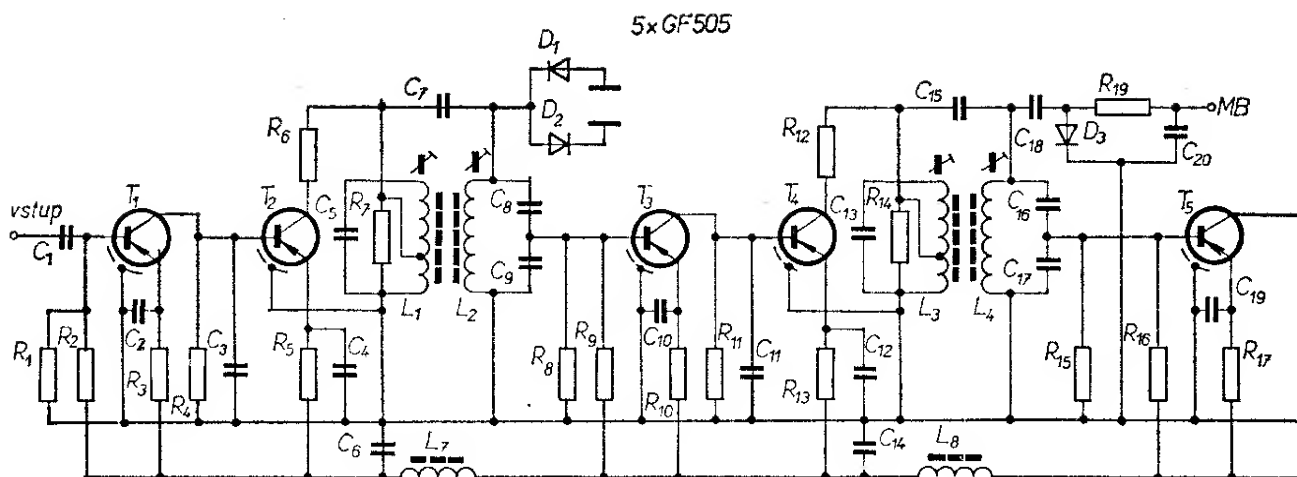 5xGF505
D₁
C₇
D₂
R₆
C₁₅
R₁₉
MB
R₁₂
C₁₈
D₃
C₂₀
T₁
T₂
C₅
R₇
C₈
T₃
T₄
C₁₃
R₁₄
C₁₆
T₅
vstup
C₁
C₉
C₁₇
L₁
L₂
L₃
L₄
C₁₉
R₁
R₂
C₂
R₃
R₄
C₃
R₅
C₄
R₈
R₉
C₁₀
R₁₀
R₁₁
C₁₁
R₁₃
C₁₂
R₁₅
R₁₆
R₁₇
C₆
L₇
C₁₄
L₈